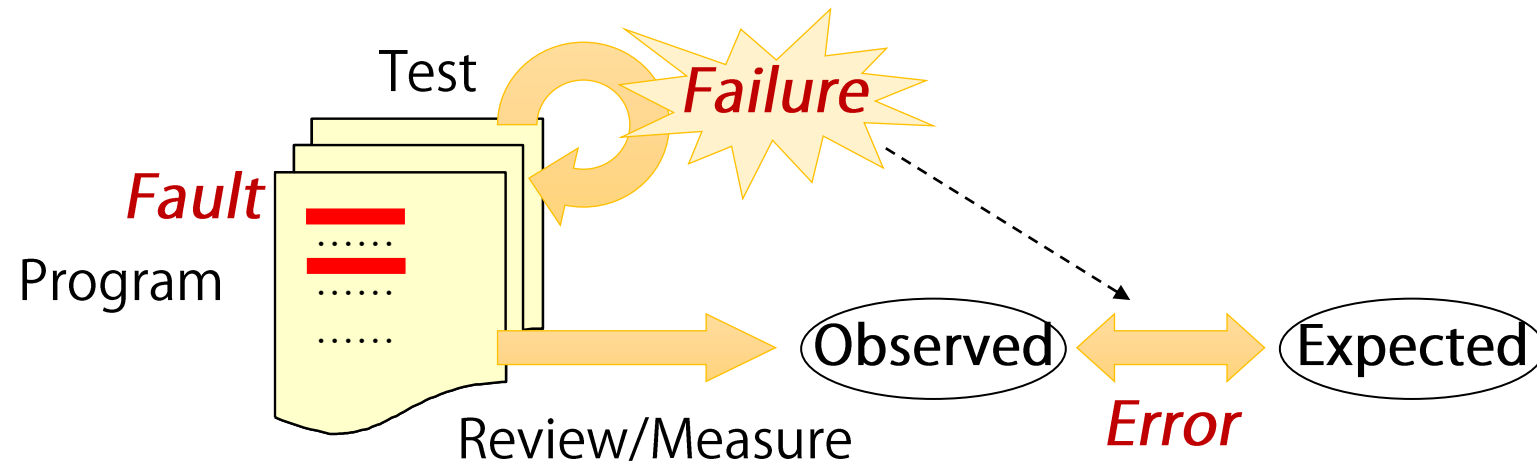 Test
Failure
Fault
Program
......
......
......
Observed
Expected
Error
Review/Measure